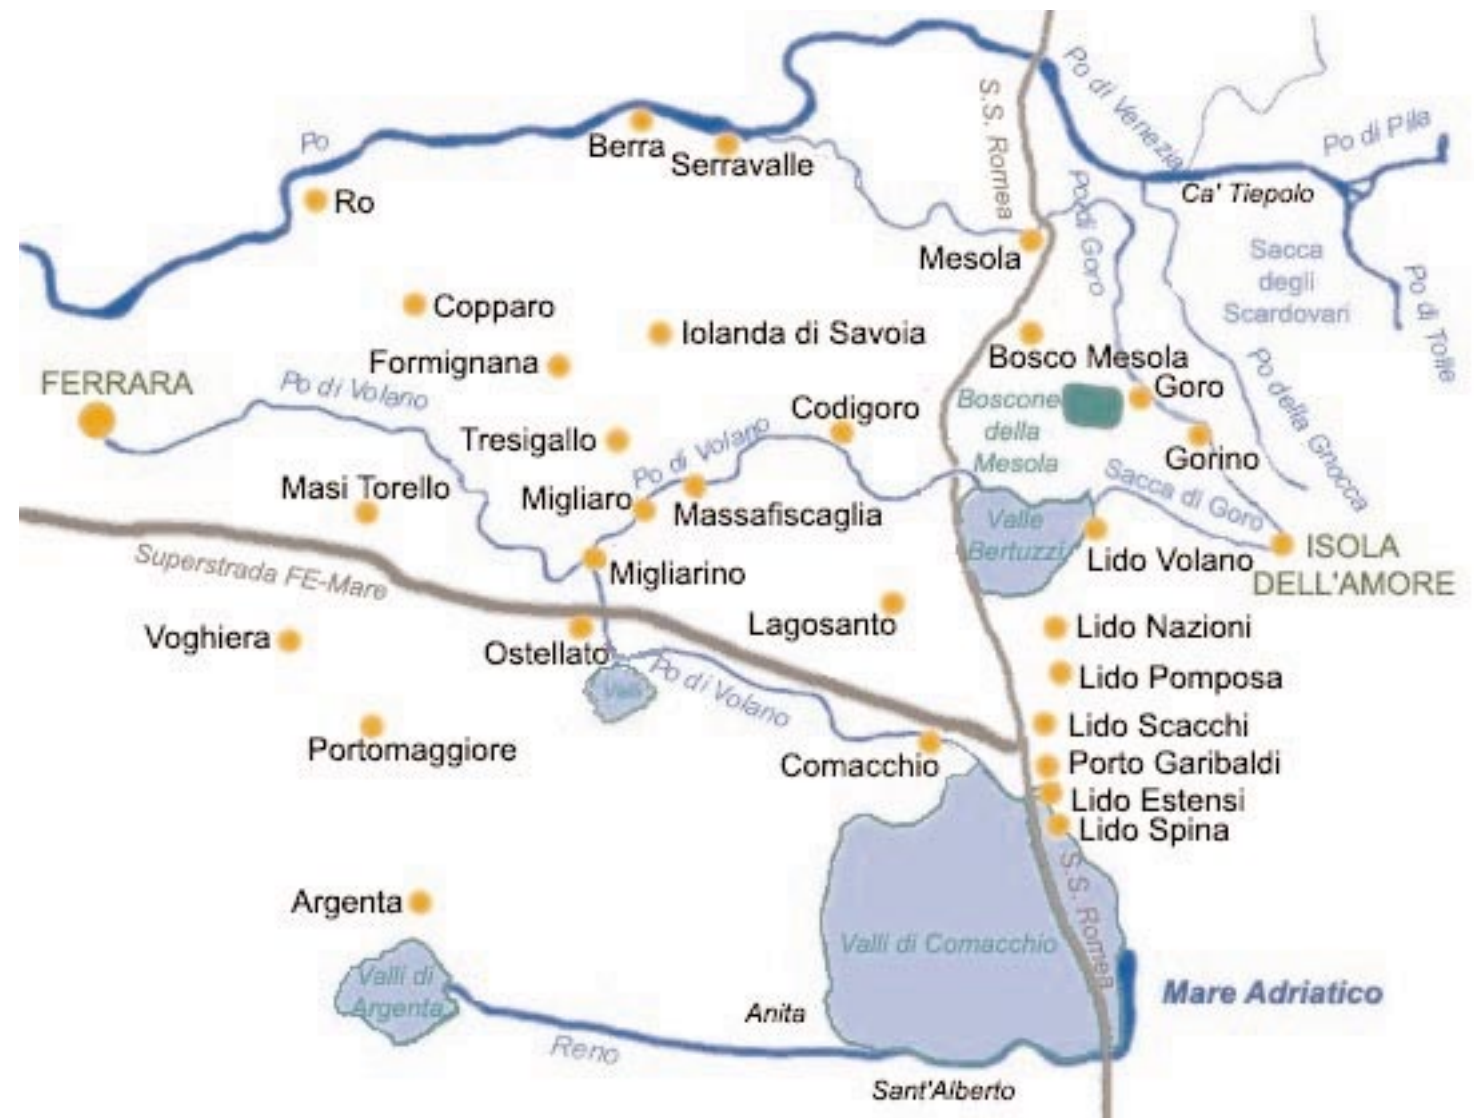 Po di Venezia
S.S. Romea
Po
Berra
Serravalle
Po di Pila
Ca' Tiepolo
Ro
Po di Goro
Mesola
Sacca
degli
Scardovari
Po di Tolle
Copparo
Iolanda di Savoia
Formignana
Bosco Mesola
FERRARA
Po di Volano
Codigoro
Boscone
della
Mesola
Goro
Po della Gnocca
Tresigallo
Po di Volano
Gorino
Masi Torello
Migliaro
Massafiscaglia
Sacca di Goro
Valle
Bertuzzi
Lido Volano
ISOLA
DELL'AMORE
Superstrada FE-Mare
Migliarino
Lagosanto
Lido Nazioni
Voghiera
Ostellato
Valli
Po di Volano
Lido Pomposa
Lido Scacchi
Portomaggiore
Comacchio
Porto Garibaldi
Lido Estensi
Lido Spina
S.S. Romea
Argenta
Valli di Comacchio
Valli di
Argenta
Mare Adriatico
Anita
Reno
Sant'Alberto